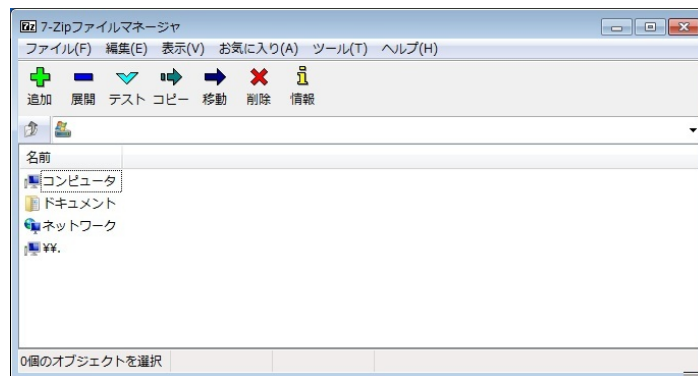 7z 7-Zipファイルマネージャ
ファイル(F) 編集(E) 表示(V) お気に入り(A) ツール(T) ヘルプ(H)
追加 展開 テスト コピー 移動 削除 情報
名前
コンピュータ
ドキュメント
ネットワーク
¥¥.
0個のオブジェクトを選択